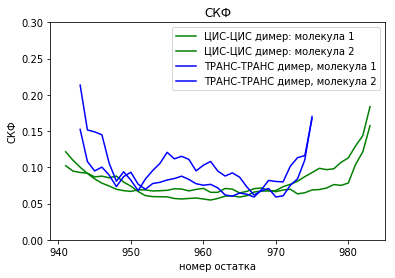 СКФ
ЦИС-ЦИС димер: молекула 1
ЦИС-ЦИС димер: молекула 2
ТРАНС-ТРАНС димер, молекула 1
ТРАНС-ТРАНС димер, молекула 2
0.30
0.25
0.20
0.15
0.10
0.05
0.00
СКФ
940 950 960 970 980
номер остатка